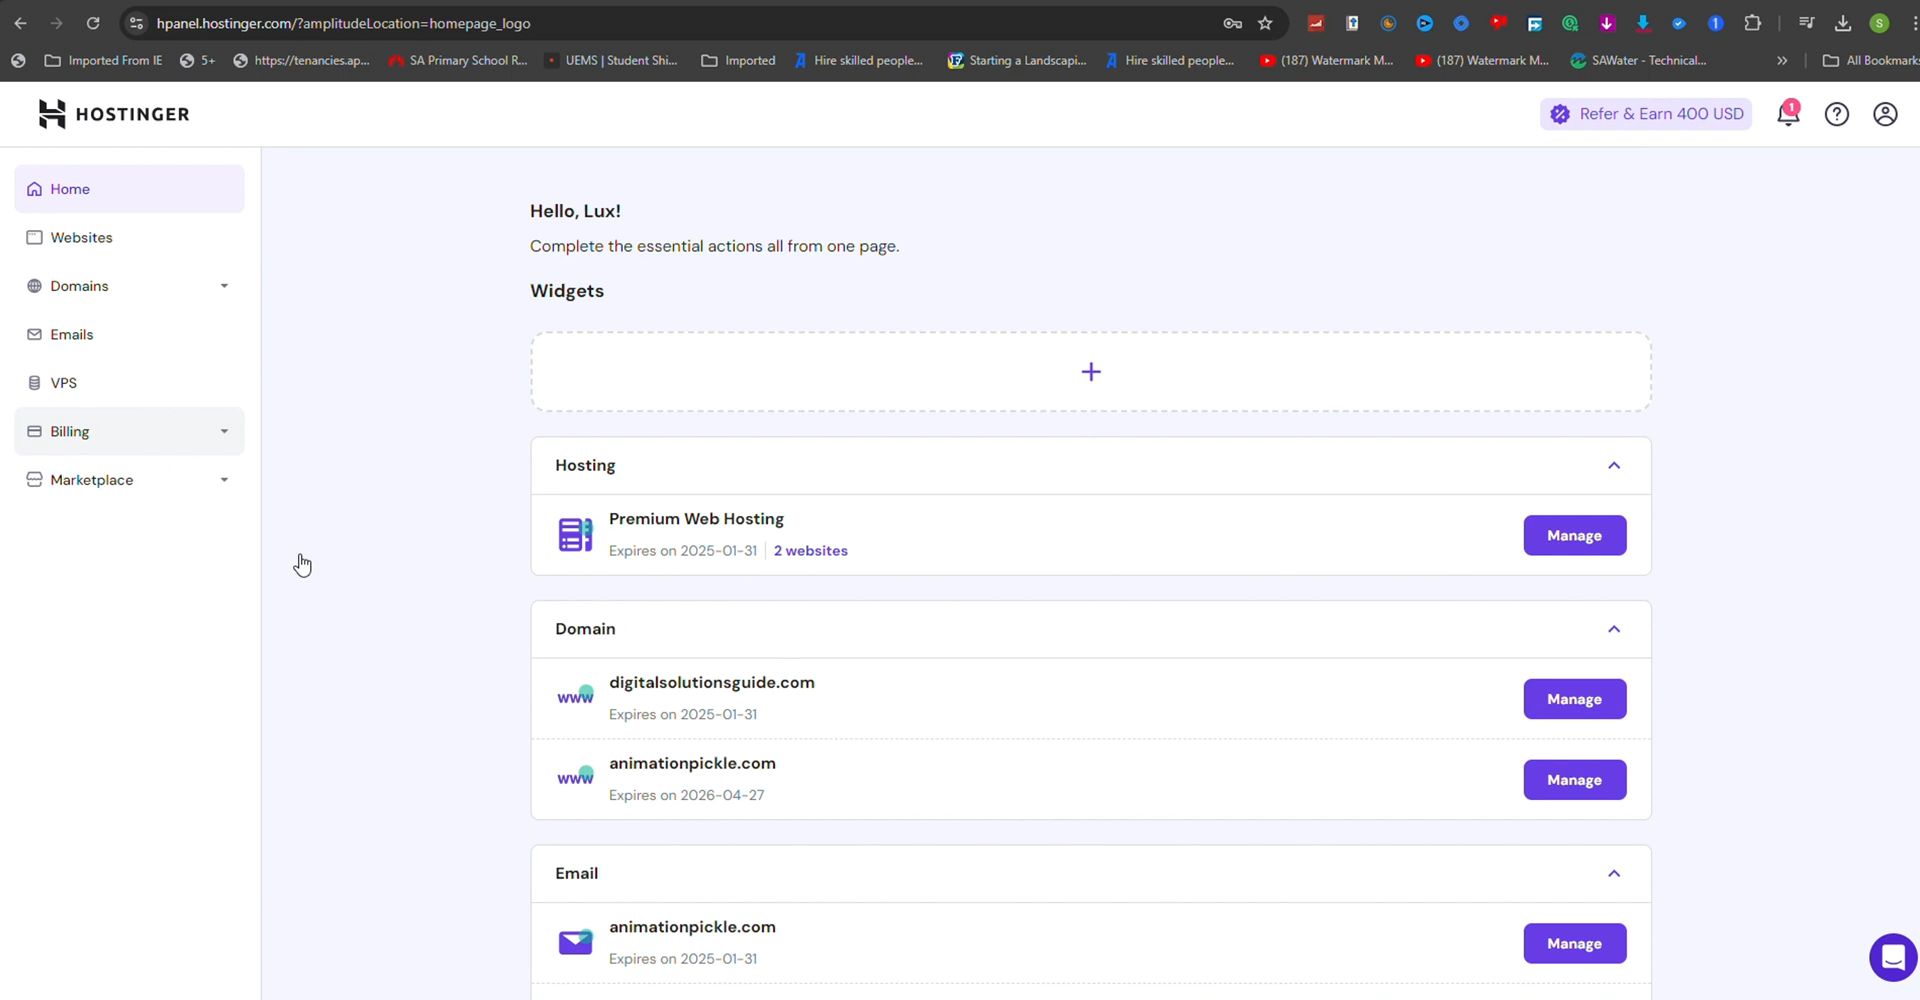 hpanel.hostinger.com/?amplitudeLocation=homepage_logo
S
Imported From IE
5+
https://tenancies.ap...
SA Primary School R...
UEMS | Student Shi...
Imported
Hire skilled people...
Starting a Landscapi...
Hire skilled people...
(187) Watermark M...
(187) Watermark M...
SAWater - Technical...
All Bookmarks
HOSTINGER
Refer & Earn 400 USD
1
Home
Websites
Domains
Emails
VPS
Billing
Marketplace
Hello, Lux!
Complete the essential actions all from one page.
Widgets
Hosting
Premium Web Hosting
Expires on 2025-01-31
2 websites
Manage
Domain
www
digitalsolutionsguide.com
Expires on 2025-01-31
Manage
www
animationpickle.com
Expires on 2026-04-27
Manage
Email
animationpickle.com
Expires on 2025-01-31
Manage